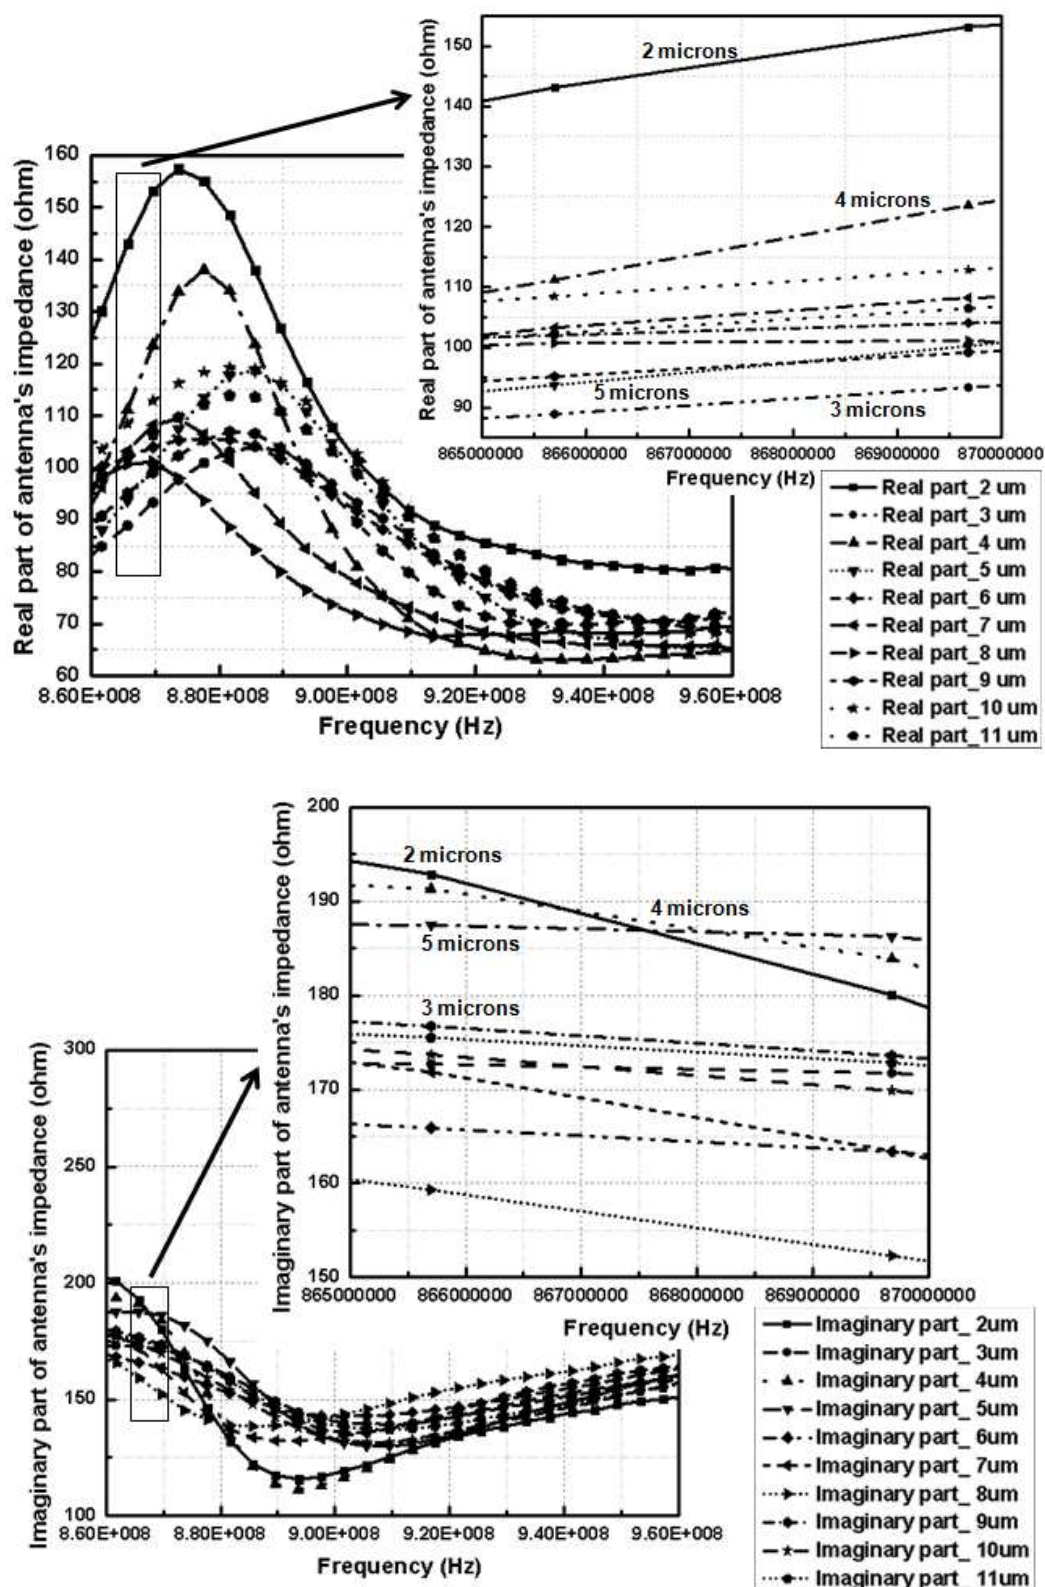 Real part of antenna's impedance (ohm)
150
140
130
120
110
100
90
2 microns
4 microns
5 microns
3 microns
865000000 866000000 867000000 868000000 869000000 870000000
Frequency (Hz)
Real part of antenna's impedance (ohm)
160
150
140
130
120
110
100
90
80
70
60
8.60E+008 8.80E+008 9.00E+008 9.20E+008 9.40E+008 9.60E+008
Frequency (Hz)
Real part_2 um
Real part_3 um
Real part_4 um
Real part_5 um
Real part_6 um
Real part_7 um
Real part_8 um
Real part_9 um
Real part_10 um
Real part_11 um
Imaginary part of antenna's impedance (ohm)
200
190
180
170
160
150
2 microns
4 microns
5 microns
3 microns
865000000 866000000 867000000 868000000 869000000 870000000
Frequency (Hz)
Imaginary part of antenna's impedance (ohm)
300
250
200
150
100
8.60E+008 8.80E+008 9.00E+008 9.20E+008 9.40E+008 9.60E+008
Frequency (Hz)
Imaginary part_ 2um
Imaginary part_ 3um
Imaginary part_ 4um
Imaginary part_ 5um
Imaginary part_ 6um
Imaginary part_ 7um
Imaginary part_ 8um
Imaginary part_ 9um
Imaginary part_ 10um
Imaginary part_ 11um